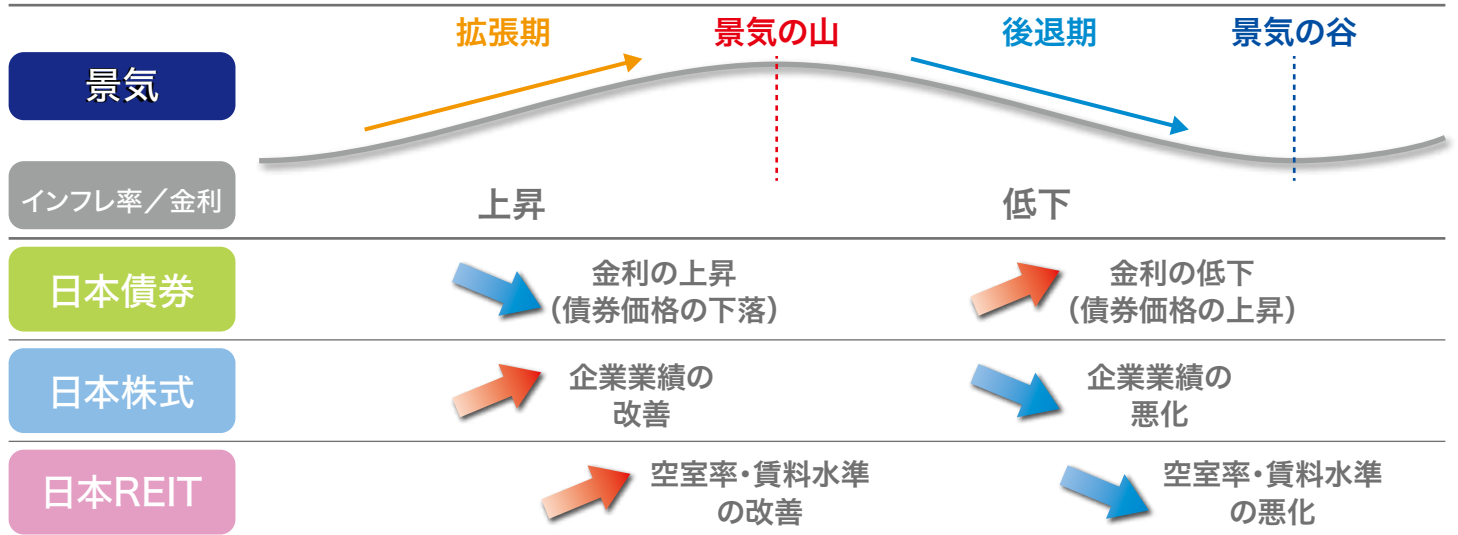 拡張期 景気の山 後退期 景気の谷
景気
インフレ率／金利 上昇 低下
日本債券
金利の上昇
（債券価格の下落）
金利の低下
（債券価格の上昇）
日本株式
企業業績の
改善
企業業績の
悪化
日本REIT
空室率・賃料水準
の改善
空室率・賃料水準
の悪化